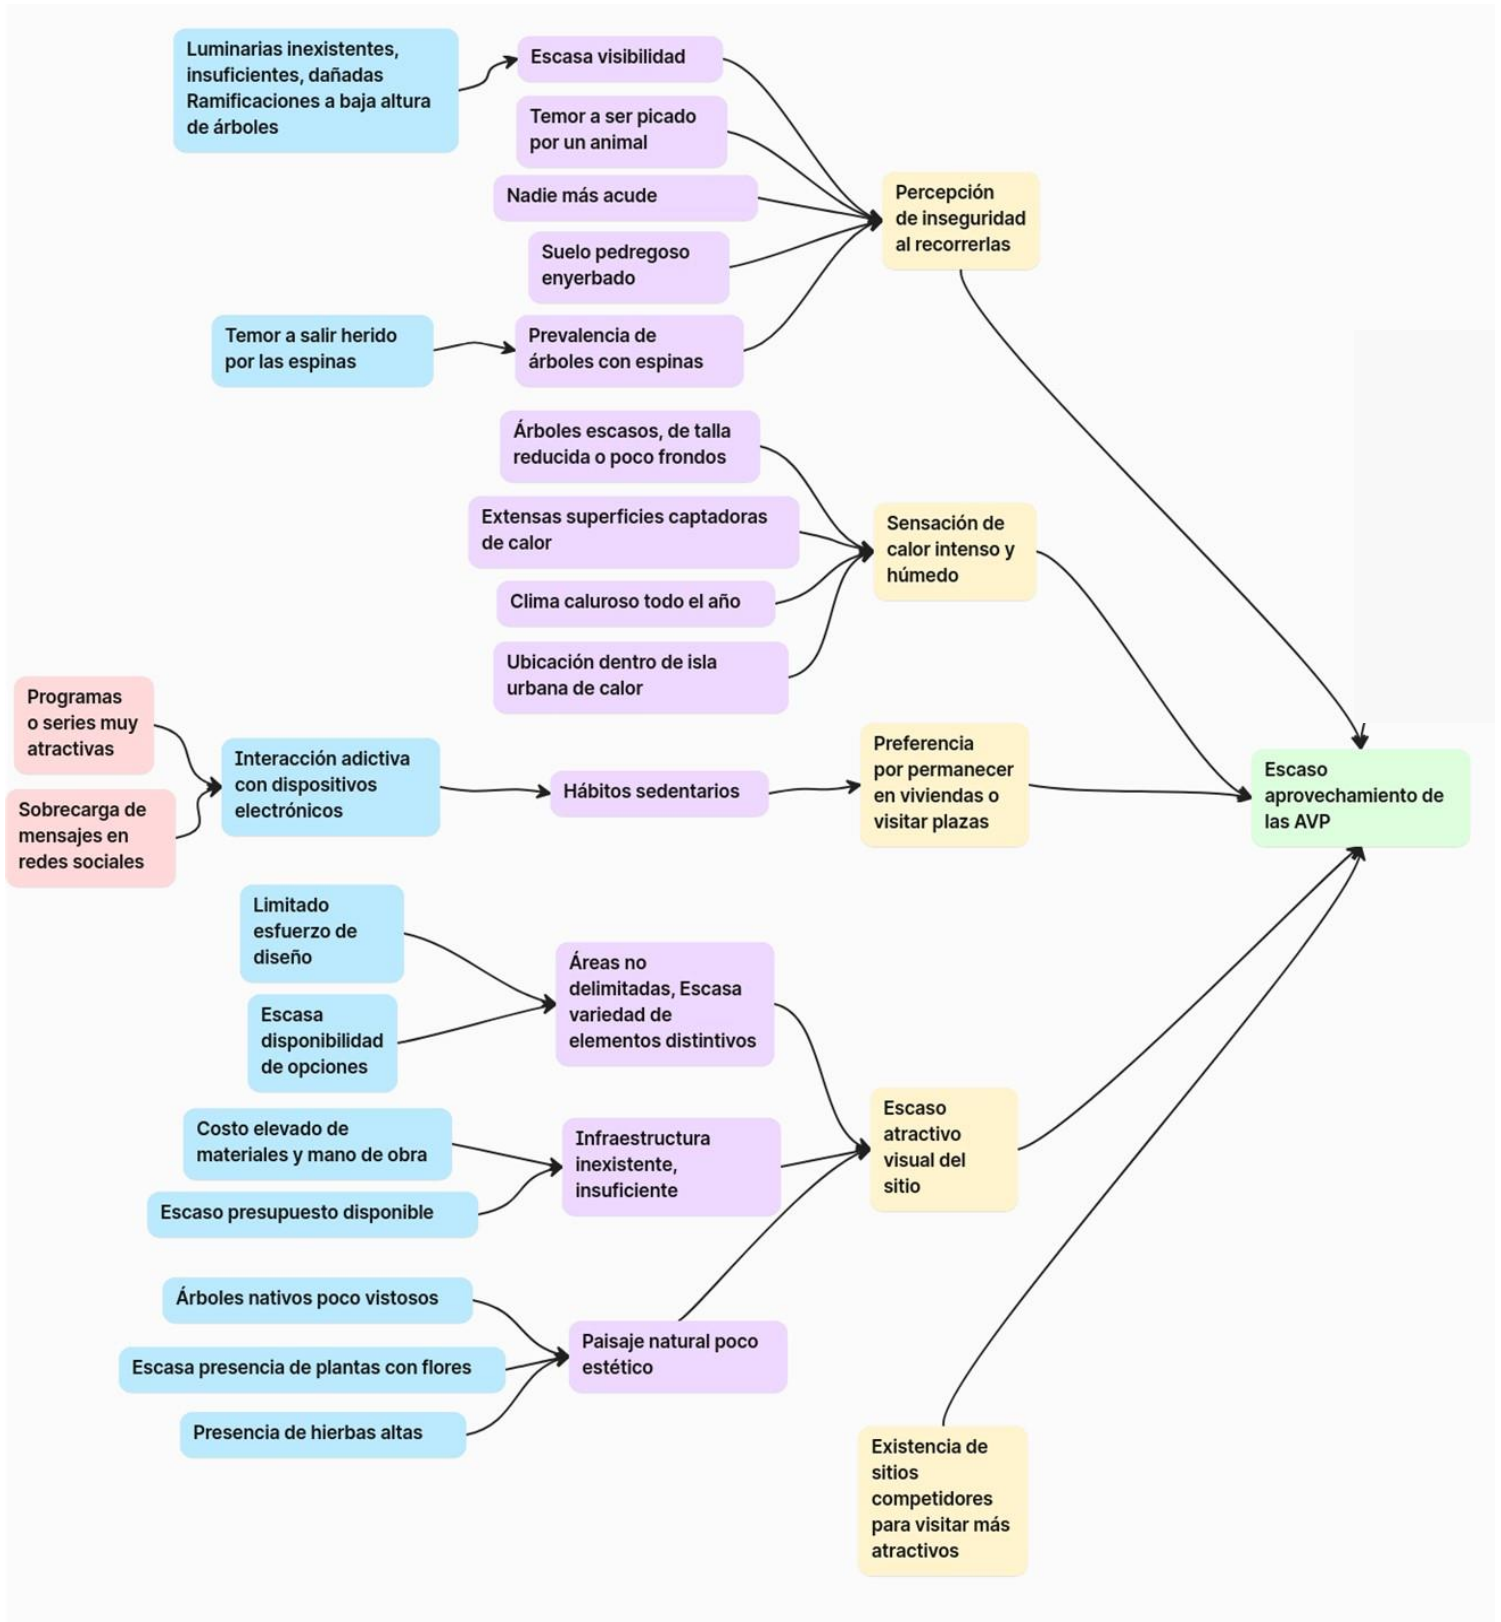 Luminarias inexistentes,
insuficientes, dañadas
Ramificaciones a baja altura
de árboles
Escasa visibilidad
Temor a ser picado
por un animal
Nadie más acude
Suelo pedregoso
enyerbado
Temor a salir herido
por las espinas
Prevalencia de
árboles con espinas
Percepción
de inseguridad
al recorrerlas
Árboles escasos, de talla
reducida o poco frondos
Extensas superficies captadoras
de calor
Clima caluroso todo el año
Ubicación dentro de isla
urbana de calor
Sensación de
calor intenso y
húmedo
Programas
o series muy
atractivas
Sobrecarga de
mensajes en
redes sociales
Interacción adictiva
con dispositivos
electrónicos
Hábitos sedentarios
Preferencia
por permanecer
en viviendas o
visitar plazas
Escaso
aprovechamiento de
las AVP
Limitado
esfuerzo de
diseño
Escasa
disponibilidad
de opciones
Áreas no
delimitadas, Escasa
variedad de
elementos distintivos
Costo elevado de
materiales y mano de obra
Escaso presupuesto disponible
Infraestructura
inexistente,
insuficiente
Escaso
atractivo
visual del
sitio
Árboles nativos poco vistosos
Escasa presencia de plantas con flores
Presencia de hierbas altas
Paisaje natural poco
estético
Existencia de
sitios
competidores
para visitar más
atractivos